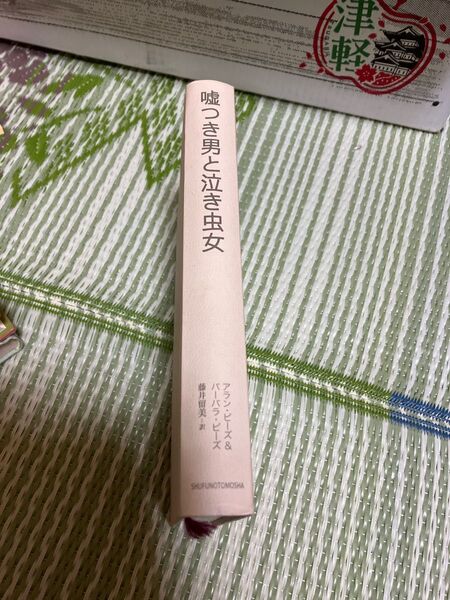 津軽
嘘つき男と泣き虫女
アラン・ピーズ&
バーバラ・ピーズ
藤井留美-訳
SHUFUNOTOMOSHA